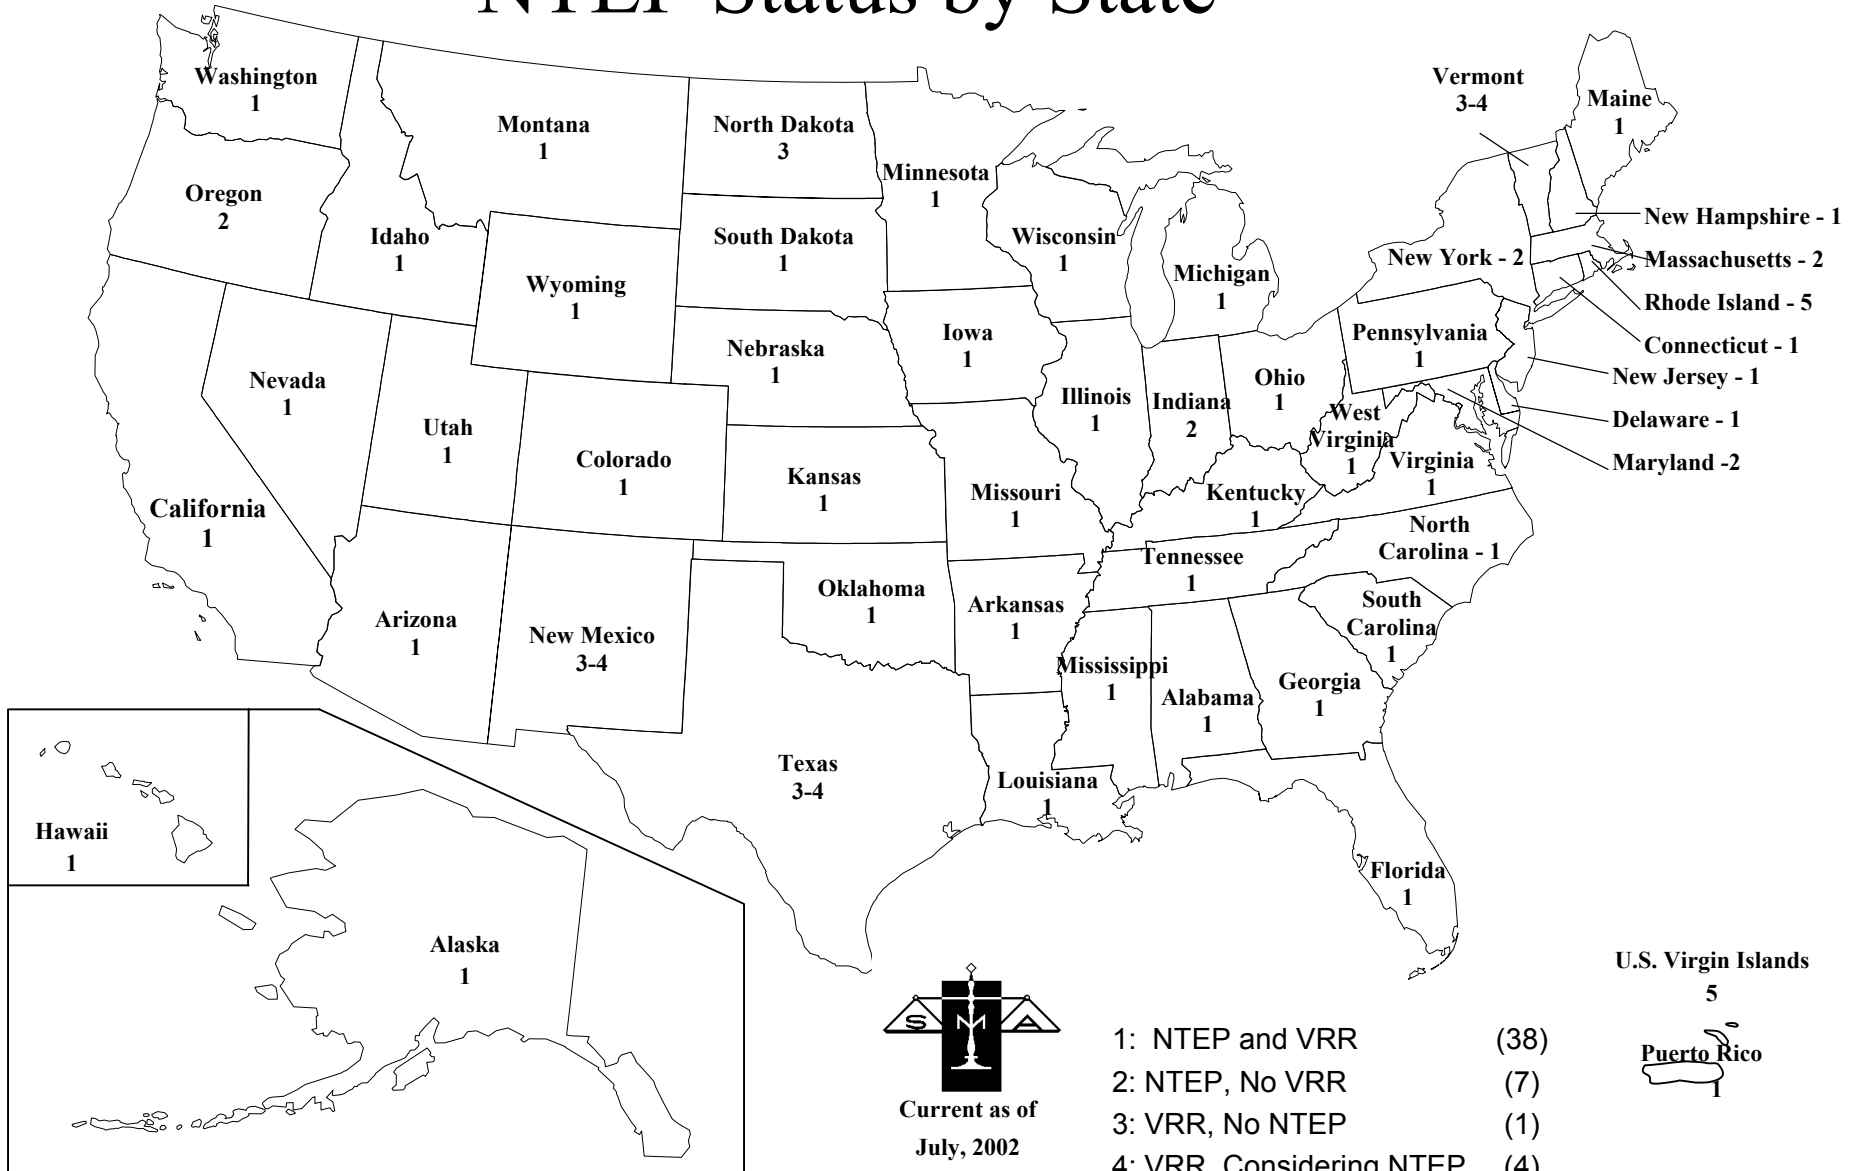 NTEP Status by State
Washington
1
Oregon
2
Idaho
1
Montana
1
North Dakota
3
South Dakota
1
Wyoming
1
Nebraska
1
Minnesota
1
Wisconsin
1
Michigan
1
Iowa
1
Illinois
1
Indiana
2
Ohio
1
Vermont
3-4
Maine
1
New York - 2
New Hampshire - 1
Massachusetts - 2
Rhode Island - 5
Connecticut - 1
Pennsylvania
1
New Jersey - 1
Delaware - 1
Maryland -2
West
Virginia
1
Virginia
1
Nevada
1
Utah
1
Colorado
1
Kansas
1
Missouri
1
Kentucky
1
California
1
Arizona
1
New Mexico
3-4
Oklahoma
1
Arkansas
1
Tennessee
1
North
Carolina - 1
South
Carolina
1
Mississippi
1
Alabama
1
Georgia
1
Texas
3-4
Louisiana
1
Florida
1
Hawaii
1
Alaska
1
U.S. Virgin Islands
5
Puerto Rico
1
S M A
Current as of
July, 2002
1: NTEP and VRR (38)
2: NTEP, No VRR (7)
3: VRR, No NTEP (1)
4: VRR, Considering NTEP (4)